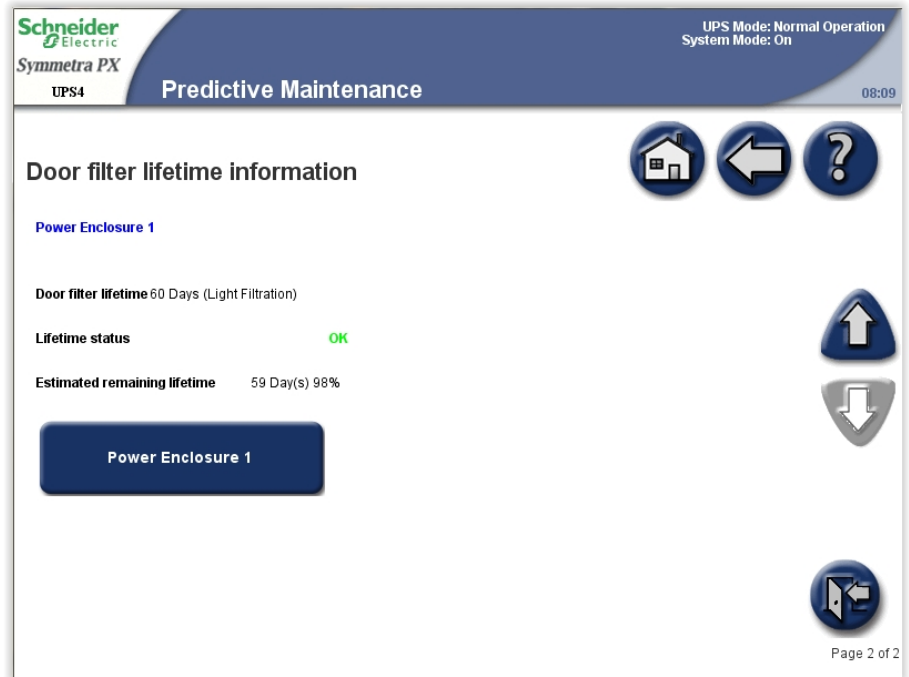 Schneider
Electric
Symmetra PX
UPS4
Predictive Maintenance
UPS Mode: Normal Operation
System Mode: On
08:09
Door filter lifetime information
?
Power Enclosure 1
Door filter lifetime 60 Days (Light Filtration)
Lifetime status OK
Estimated remaining lifetime 59 Day(s) 98%
Power Enclosure 1
Page 2 of 2